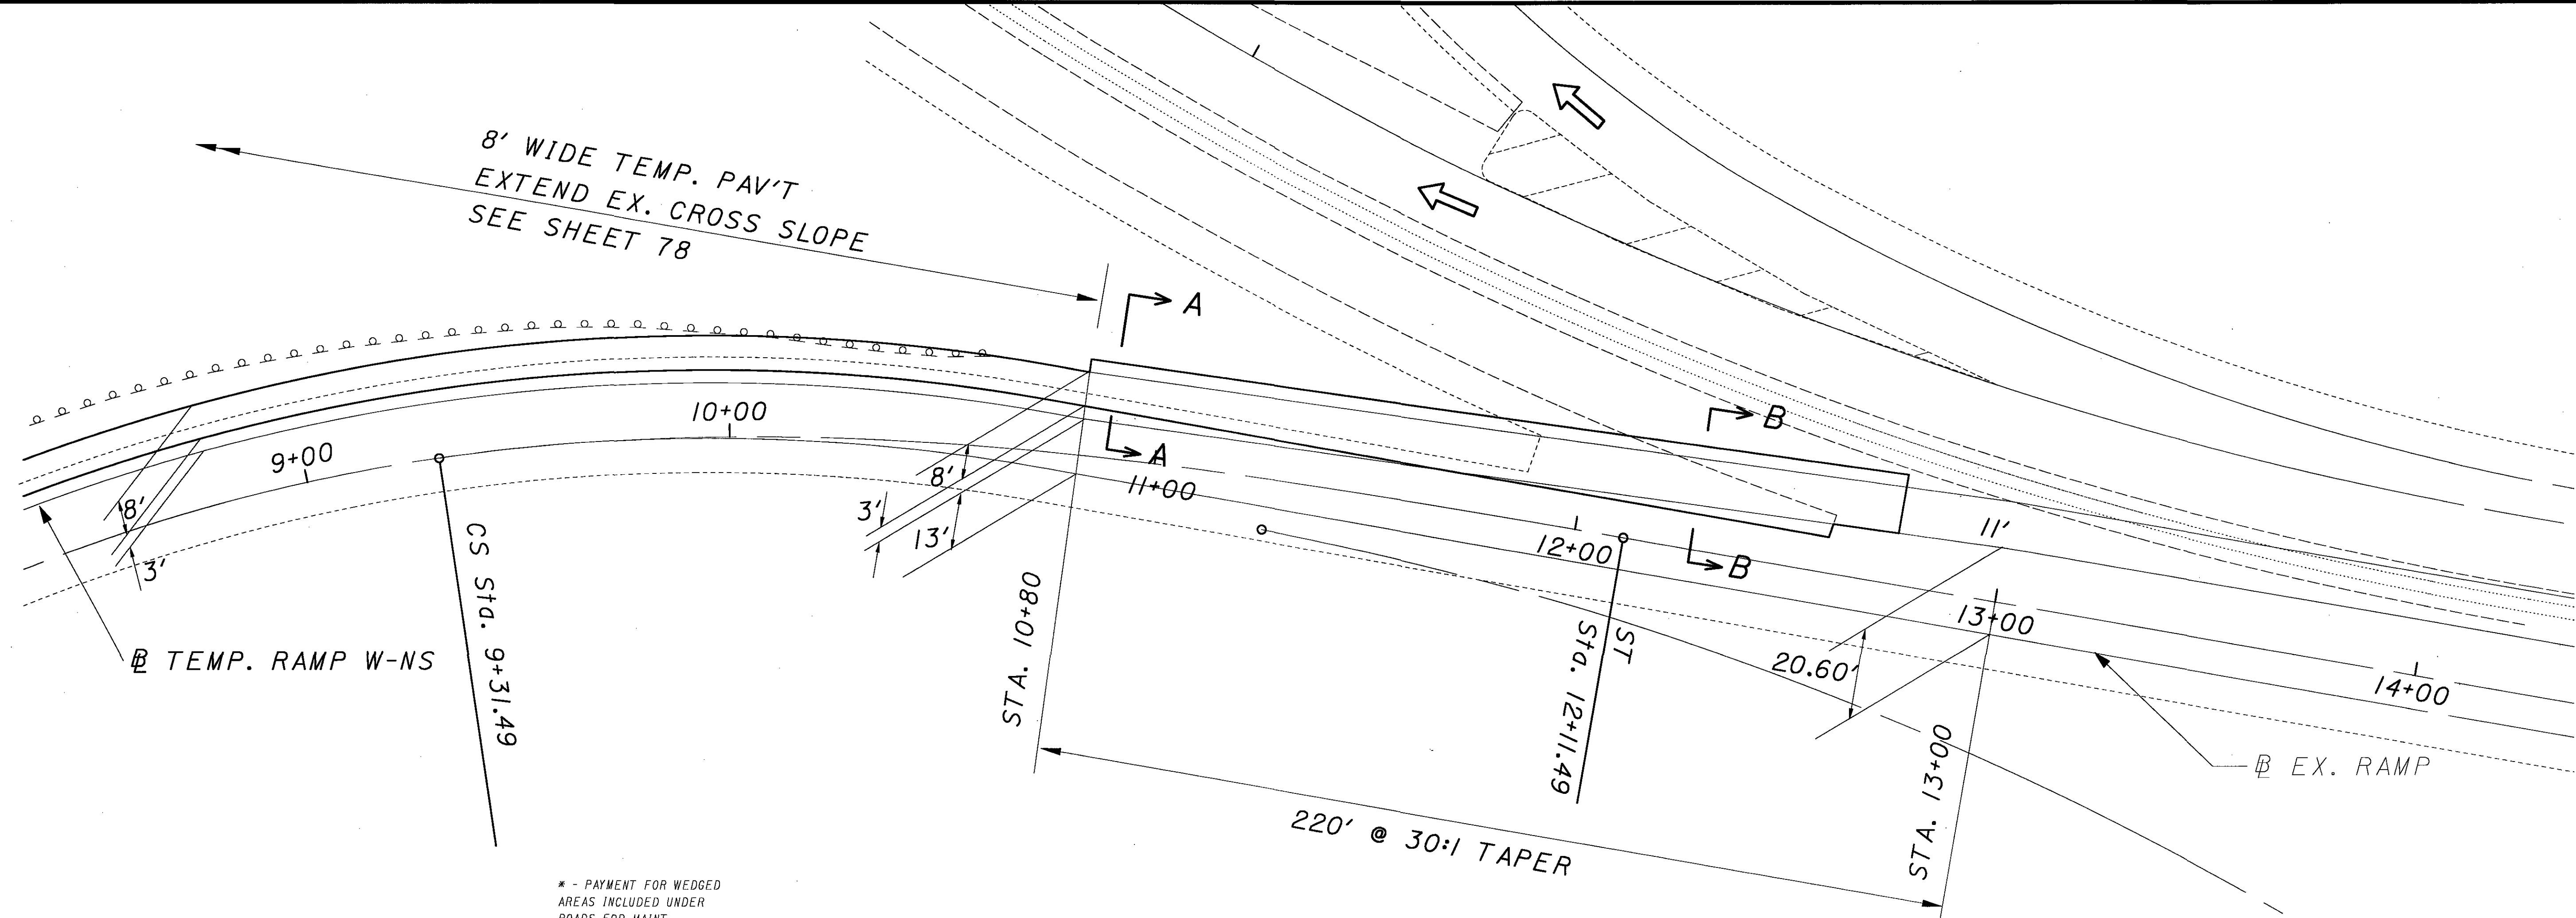 8' WIDE TEMP. PAV'T
EXTEND EX. CROSS SLOPE
SEE SHEET 78
A
A
B
B
9+00
10+00
11+00
12+00
13+00
14+00
8'
3'
8'
3'
13'
11'
20.60'
℄ TEMP. RAMP W-NS
CS Sta. 9+31.49
STA. 10+80
ST
Sta. 12+11.49
STA. 13+00
℄ EX. RAMP
220' @ 30:1 TAPER
* - PAYMENT FOR WEDGED
AREAS INCLUDED UNDER
ROADS FOR MAINT.